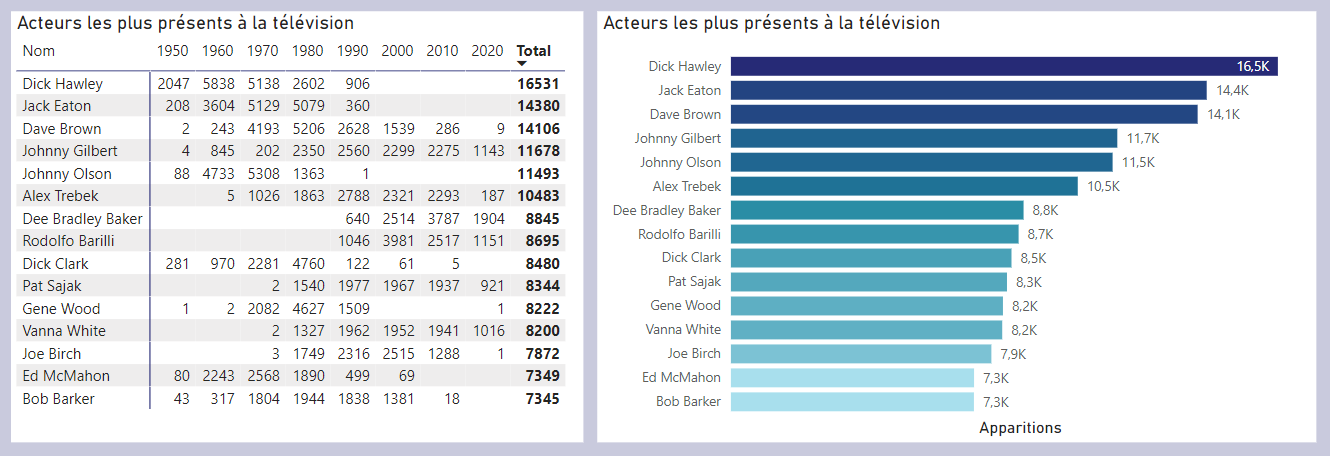 Acteurs les plus présents à la télévision
Nom 1950 1960 1970 1980 1990 2000 2010 2020 Total
Dick Hawley 2047 5838 5138 2602 906 16531
Jack Eaton 208 3604 5129 5079 360 14380
Dave Brown 2 243 4193 5206 2628 1539 286 9 14106
Johnny Gilbert 4 845 202 2350 2560 2299 2275 1143 11678
Johnny Olson 88 4733 5308 1363 1 11493
Alex Trebek 5 1026 1863 2788 2321 2293 187 10483
Dee Bradley Baker 640 2514 3787 1904 8845
Rodolfo Barilli 1046 3981 2517 1151 8695
Dick Clark 281 970 2281 4760 122 61 5 8480
Pat Sajak 2 1540 1977 1967 1937 921 8344
Gene Wood 1 2 2082 4627 1509 1 8222
Vanna White 2 1327 1962 1952 1941 1016 8200
Joe Birch 3 1749 2316 2515 1288 1 7872
Ed McMahon 80 2243 2568 1890 499 69 7349
Bob Barker 43 317 1804 1944 1838 1381 18 7345
Acteurs les plus présents à la télévision
Dick Hawley 16,5K
Jack Eaton 14,4K
Dave Brown 14,1K
Johnny Gilbert 11,7K
Johnny Olson 11,5K
Alex Trebek 10,5K
Dee Bradley Baker 8,8K
Rodolfo Barilli 8,7K
Dick Clark 8,5K
Pat Sajak 8,3K
Gene Wood 8,2K
Vanna White 8,2K
Joe Birch 7,9K
Ed McMahon 7,3K
Bob Barker 7,3K
Apparitions